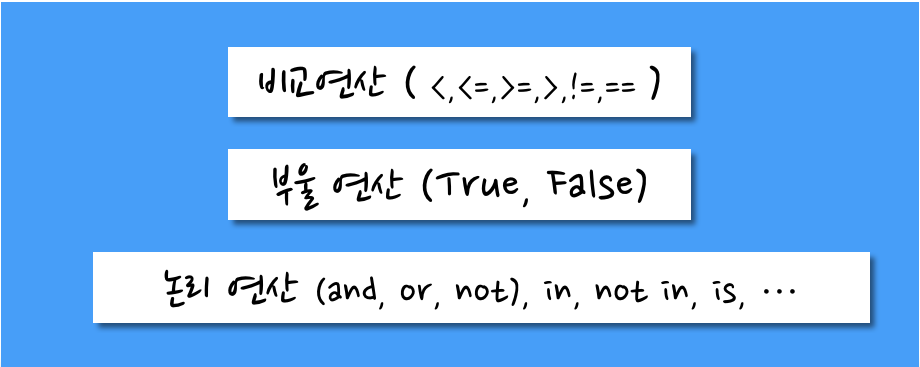 비교연산 ( <,<=,>=,>,!=,== )
부울 연산 (True, False)
논리 연산 (and, or, not), in, not in, is, ⋯